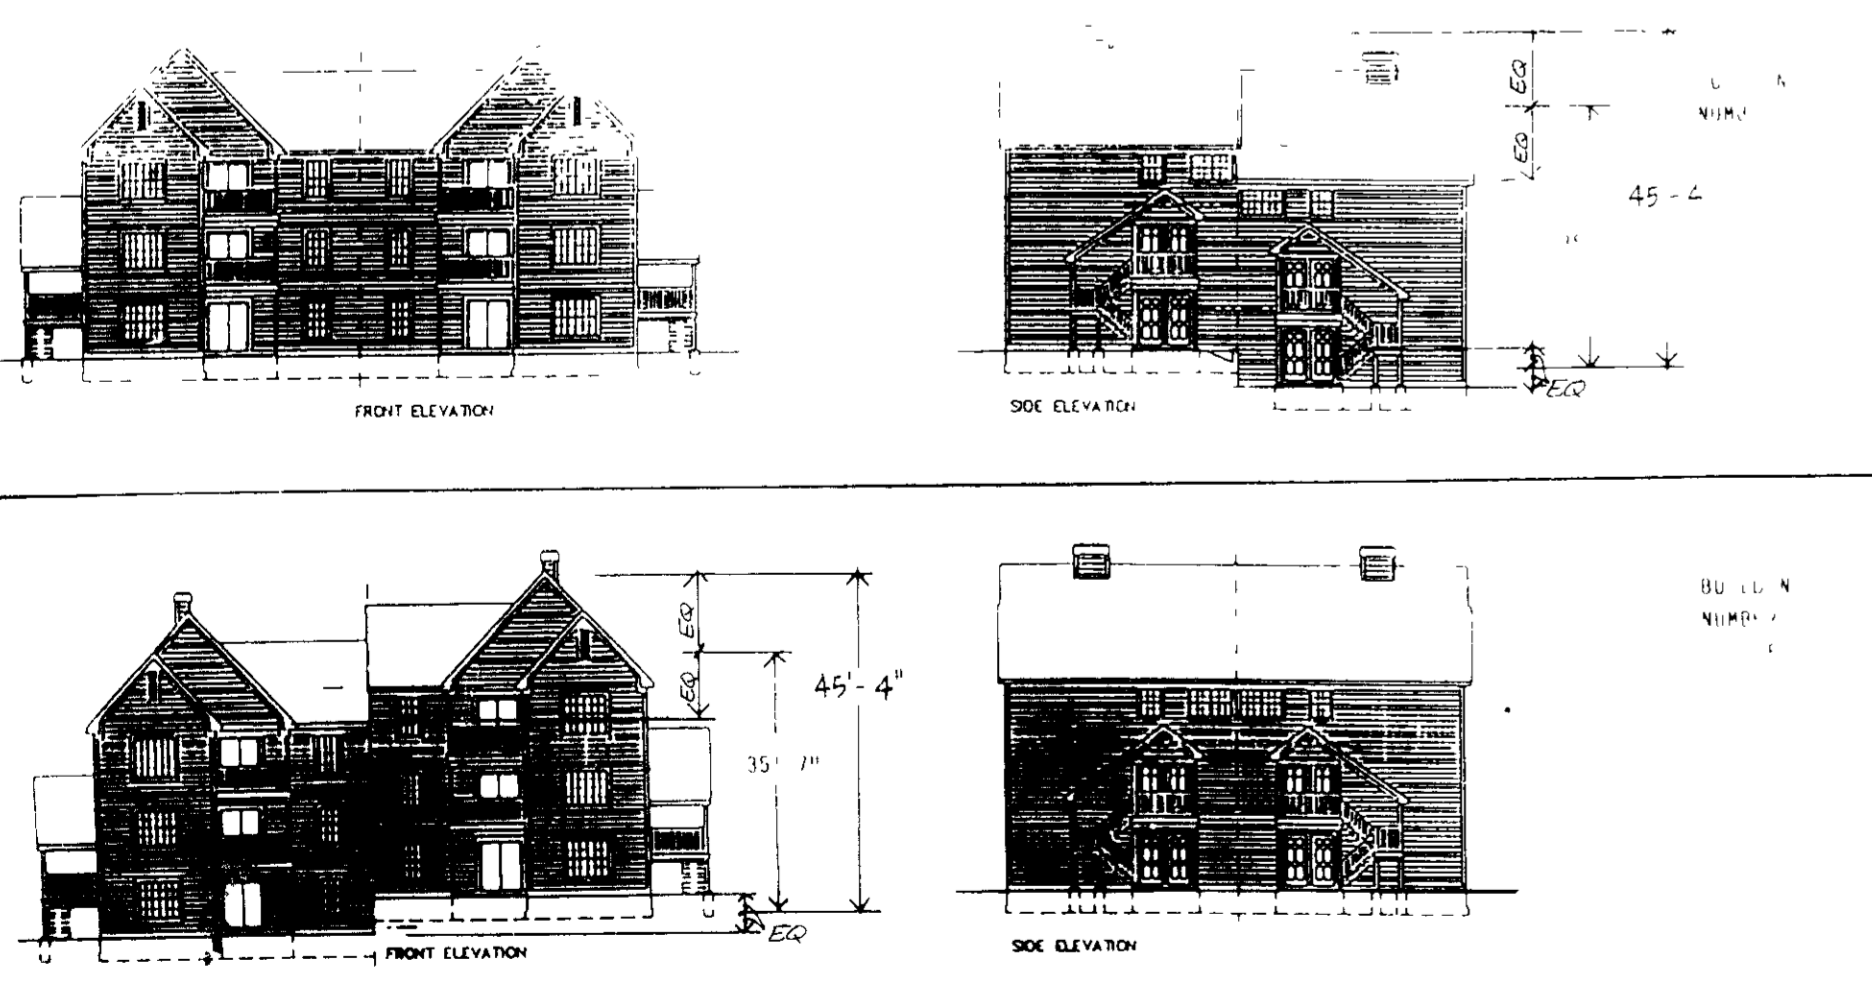 EQ
EQ
45 - 4
EQ
FRONT ELEVATION
SIDE ELEVATION
EQ
EQ
45' - 4"
35' 7"
EQ
FRONT ELEVATION
SIDE ELEVATION